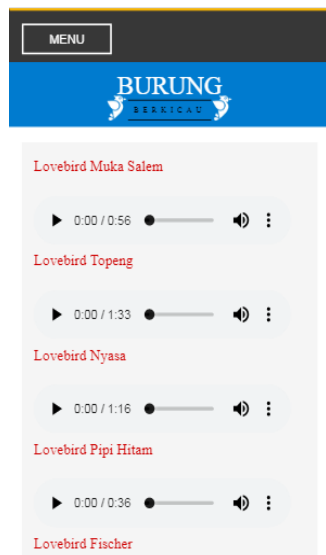 MENU
BURUNG
BERKICAU
Lovebird Muka Salem
0:00 / 0:56
Lovebird Topeng
0:00 / 1:33
Lovebird Nyasa
0:00 / 1:16
Lovebird Pipi Hitam
0:00 / 0:36
Lovebird Fischer